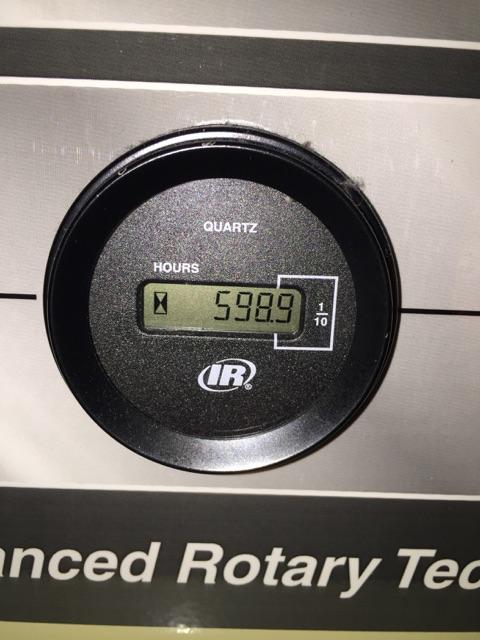 QUARTZ
HOURS
598.9
1/10
IR®
anced Rotary Tec